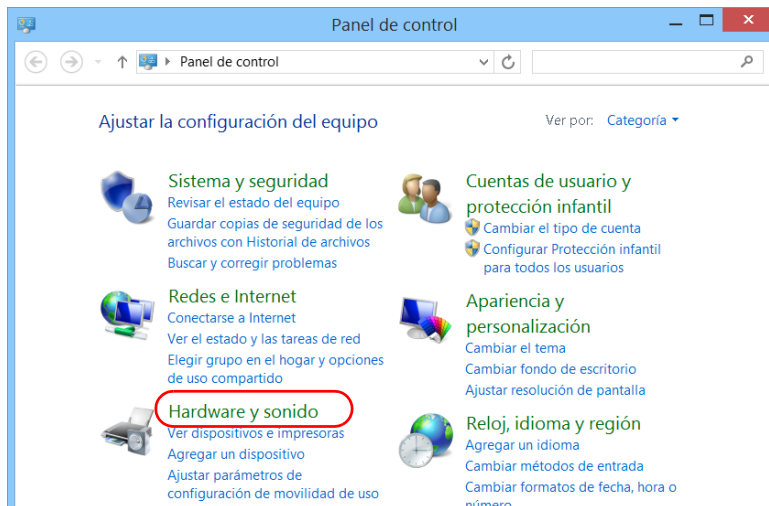 Panel de control
Panel de control
Ajustar la configuración del equipo
Ver por: Categoría
Sistema y seguridad
Revisar el estado del equipo
Guardar copias de seguridad de los
archivos con Historial de archivos
Buscar y corregir problemas
Redes e Internet
Conectarse a Internet
Ver el estado y las tareas de red
Elegir grupo en el hogar y opciones
de uso compartido
Hardware y sonido
Ver dispositivos e impresoras
Agregar un dispositivo
Ajustar parámetros de
configuración de movilidad de uso
Cuentas de usuario y
protección infantil
Cambiar el tipo de cuenta
Configurar Protección infantil
para todos los usuarios
Apariencia y
personalización
Cambiar el tema
Cambiar fondo de escritorio
Ajustar resolución de pantalla
Reloj, idioma y región
Agregar un idioma
Cambiar métodos de entrada
Cambiar formatos de fecha, hora o
número